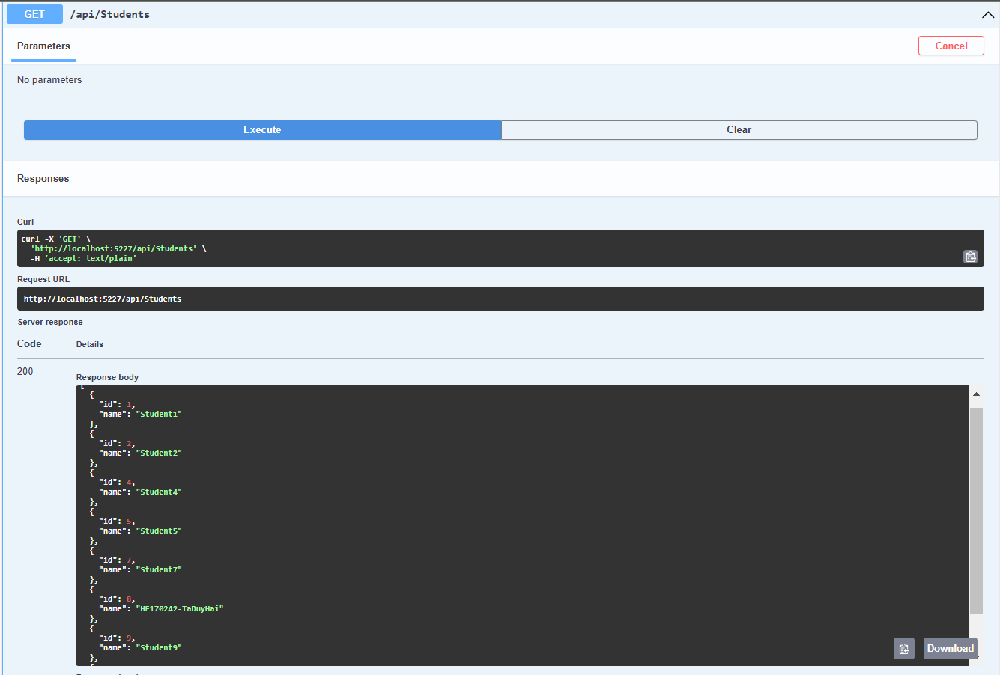 GET /api/Students
Parameters
Cancel
No parameters
Execute
Clear
Responses
Curl
curl -X 'GET' \
'http://localhost:5227/api/Students' \
-H 'accept: text/plain'
Request URL
http://localhost:5227/api/Students
Server response
Code Details
200
Response body
[
{
"id": 1,
"name": "Student1"
},
{
"id": 2,
"name": "Student2"
},
{
"id": 4,
"name": "Student4"
},
{
"id": 5,
"name": "Student5"
},
{
"id": 7,
"name": "Student7"
},
{
"id": 8,
"name": "HE170242-TaDuyHai"
},
{
"id": 9,
"name": "Student9"
},
{
Download